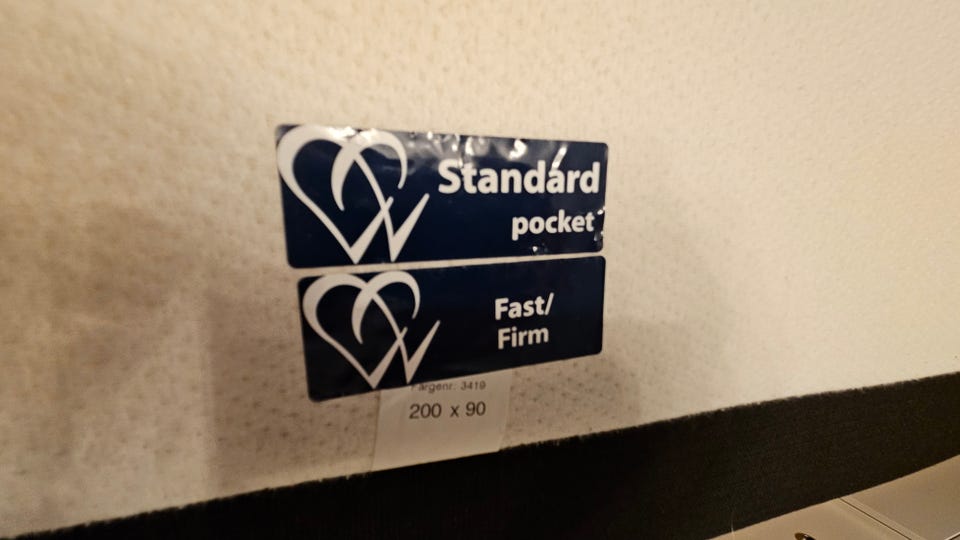 Standard
pocket
Fast/
Firm
Färgenr. 3419
200 x 90